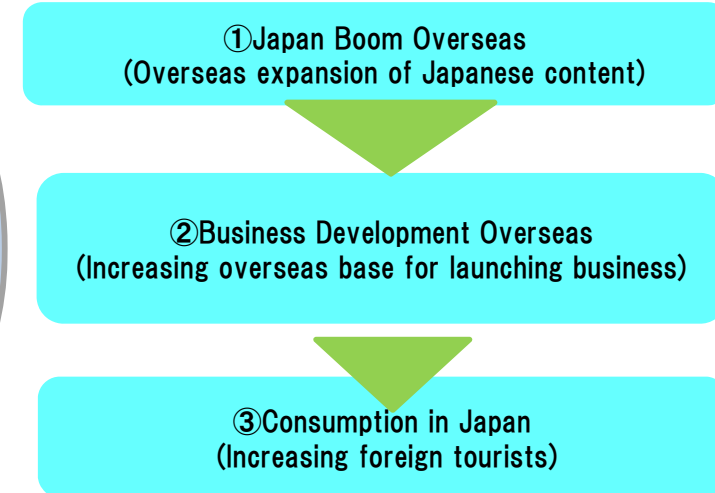 ①Japan Boom Overseas
(Overseas expansion of Japanese content)
②Business Development Overseas
(Increasing overseas base for launching business)
③Consumption in Japan
(Increasing foreign tourists)